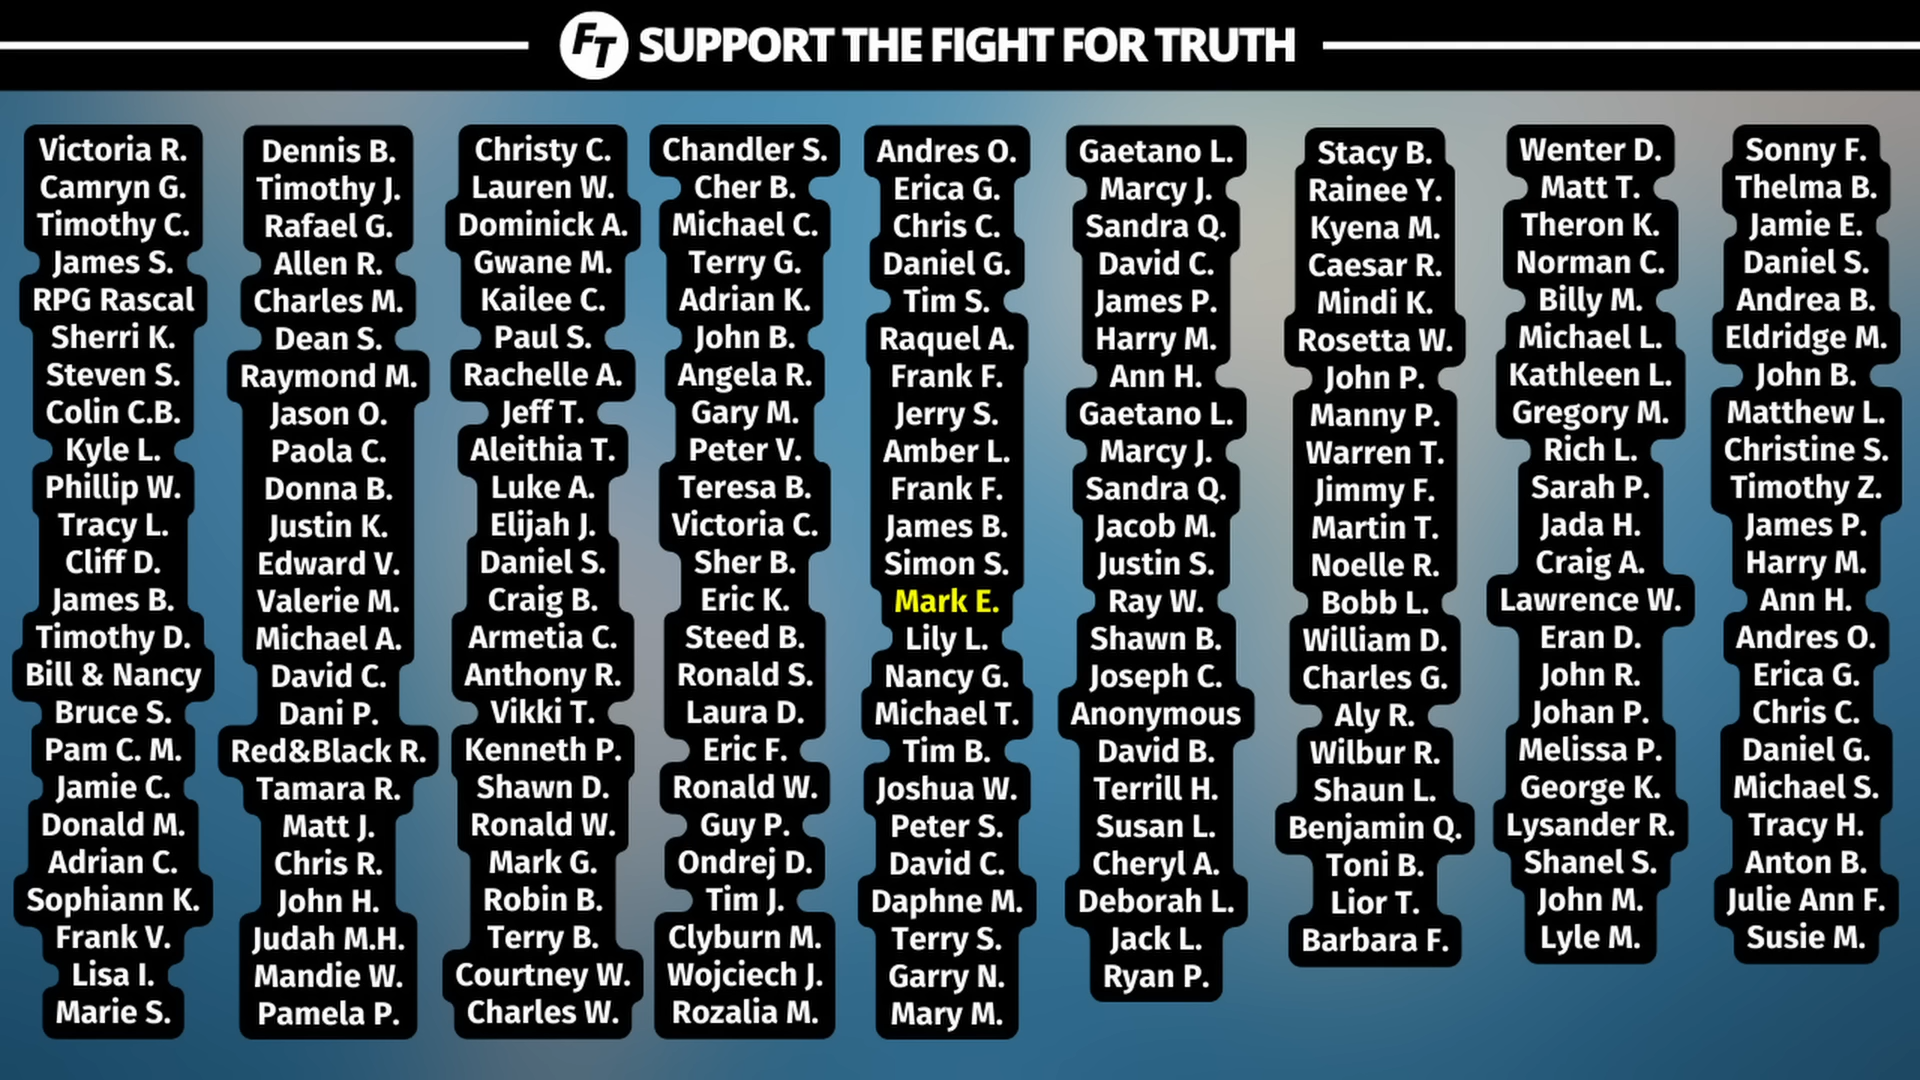 FT SUPPORT THE FIGHT FOR TRUTH
Victoria R.
Camryn G.
Timothy C.
James S.
RPG Rascal
Sherri K.
Steven S.
Colin C.B.
Kyle L.
Phillip W.
Tracy L.
Cliff D.
James B.
Timothy D.
Bill & Nancy
Bruce S.
Pam C. M.
Jamie C.
Donald M.
Adrian C.
Sophiann K.
Frank V.
Lisa I.
Marie S.
Dennis B.
Timothy J.
Rafael G.
Allen R.
Charles M.
Dean S.
Raymond M.
Jason O.
Paola C.
Donna B.
Justin K.
Edward V.
Valerie M.
Michael A.
David C.
Dani P.
Red&Black R.
Tamara R.
Matt J.
Chris R.
John H.
Judah M.H.
Mandie W.
Pamela P.
Christy C.
Lauren W.
Dominick A.
Gwane M.
Kailee C.
Paul S.
Rachelle A.
Jeff T.
Aleithia T.
Luke A.
Elijah J.
Daniel S.
Craig B.
Armetia C.
Anthony R.
Vikki T.
Kenneth P.
Shawn D.
Ronald W.
Mark G.
Robin B.
Terry B.
Courtney W.
Charles W.
Chandler S.
Cher B.
Michael C.
Terry G.
Adrian K.
John B.
Angela R.
Gary M.
Peter V.
Teresa B.
Victoria C.
Sher B.
Eric K.
Steed B.
Ronald S.
Laura D.
Eric F.
Ronald W.
Guy P.
Ondrej D.
Tim J.
Clyburn M.
Wojciech J.
Rozalia M.
Andres O.
Erica G.
Chris C.
Daniel G.
Tim S.
Raquel A.
Frank F.
Jerry S.
Amber L.
Frank F.
James B.
Simon S.
Mark E.
Lily L.
Nancy G.
Michael T.
Tim B.
Joshua W.
Peter S.
David C.
Daphne M.
Terry S.
Garry N.
Mary M.
Gaetano L.
Marcy J.
Sandra Q.
David C.
James P.
Harry M.
Ann H.
Gaetano L.
Marcy J.
Sandra Q.
Jacob M.
Justin S.
Ray W.
Shawn B.
Joseph C.
Anonymous
David B.
Terrill H.
Susan L.
Cheryl A.
Deborah L.
Jack L.
Ryan P.
Stacy B.
Rainee Y.
Kyena M.
Caesar R.
Mindi K.
Rosetta W.
John P.
Manny P.
Warren T.
Jimmy F.
Martin T.
Noelle R.
Bobb L.
William D.
Charles G.
Aly R.
Wilbur R.
Shaun L.
Benjamin Q.
Toni B.
Lior T.
Barbara F.
Wenter D.
Matt T.
Theron K.
Norman C.
Billy M.
Michael L.
Kathleen L.
Gregory M.
Rich L.
Sarah P.
Jada H.
Craig A.
Lawrence W.
Eran D.
John R.
Johan P.
Melissa P.
George K.
Lysander R.
Shanel S.
John M.
Lyle M.
Sonny F.
Thelma B.
Jamie E.
Daniel S.
Andrea B.
Eldridge M.
John B.
Matthew L.
Christine S.
Timothy Z.
James P.
Harry M.
Ann H.
Andres O.
Erica G.
Chris C.
Daniel G.
Michael S.
Tracy H.
Anton B.
Julie Ann F.
Susie M.